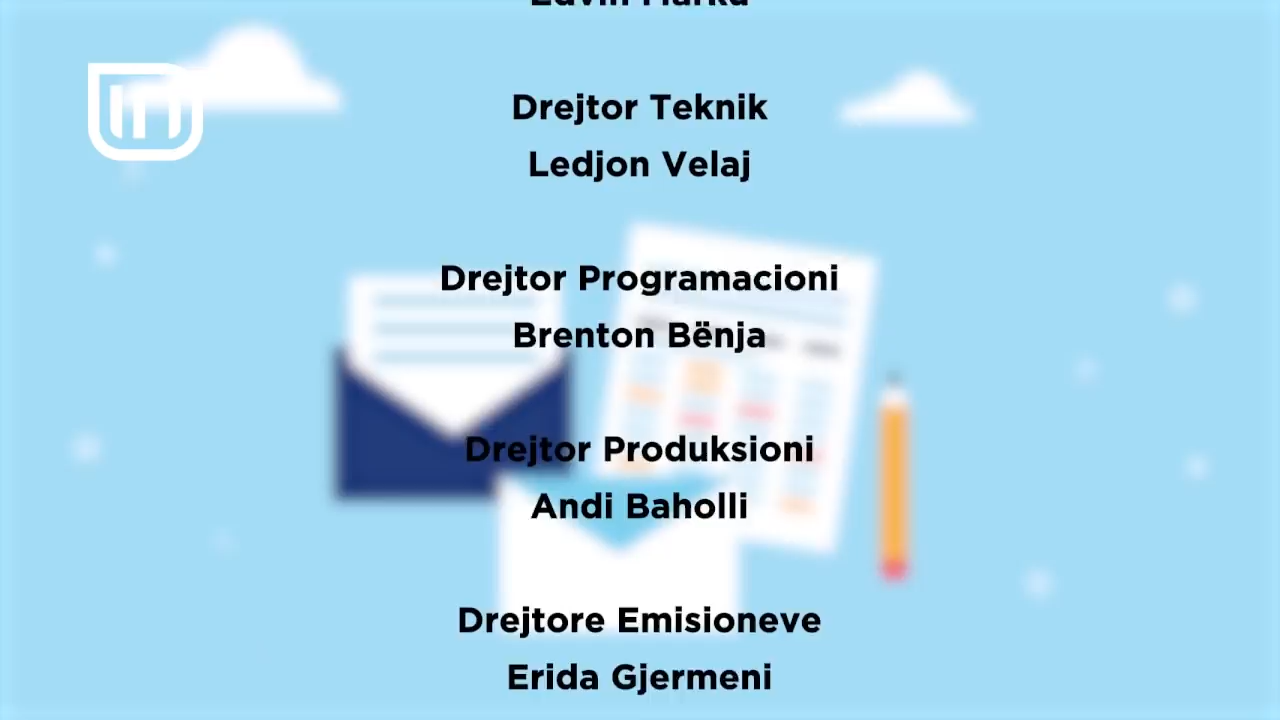 Drejtor Teknik
Ledjon Velaj
Drejtor Programacioni
Brenton Bënja
Drejtor Produksioni
Andi Baholli
Drejtore Emisioneve
Erida Gjermeni